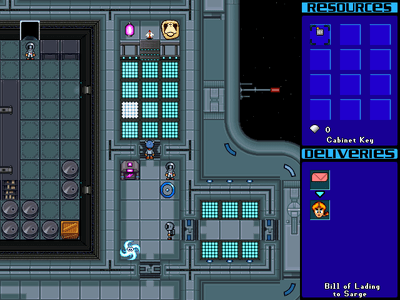 RESOURCES
0
Cabinet Key
DELIVERIES
Bill of Lading
to Sarge